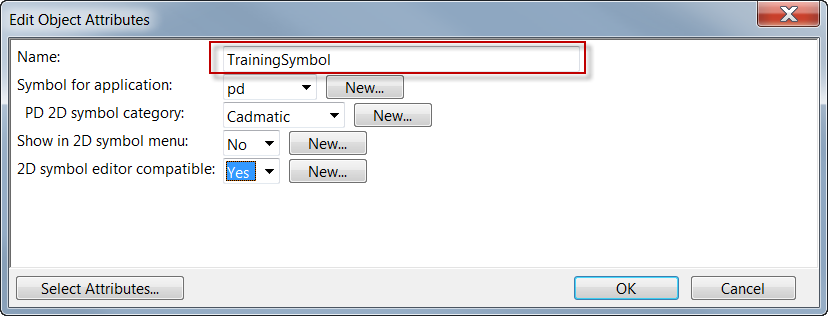 Edit Object Attributes
Name: TrainingSymbol
Symbol for application: pd New...
PD 2D symbol category: Cadmatic New...
Show in 2D symbol menu: No New...
2D symbol editor compatible: Yes New...
Select Attributes... OK Cancel